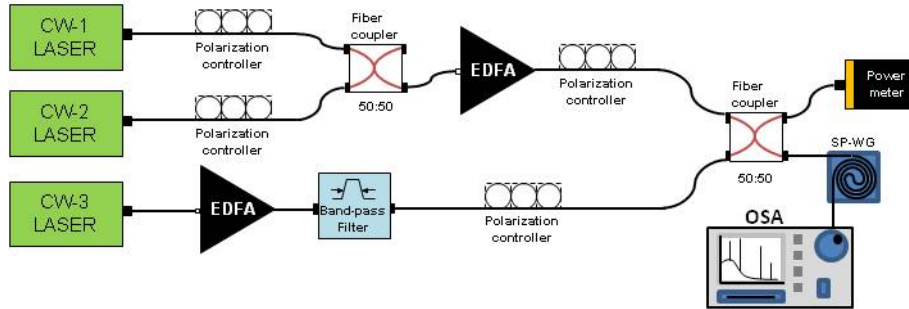 CW-1
LASER
Polarization
controller
Fiber
coupler
50:50
EDFA
Polarization
controller
Fiber
coupler
50:50
Power
meter
CW-2
LASER
Polarization
controller
SP-WG
CW-3
LASER
EDFA
Band-pass
Filter
Polarization
controller
OSA